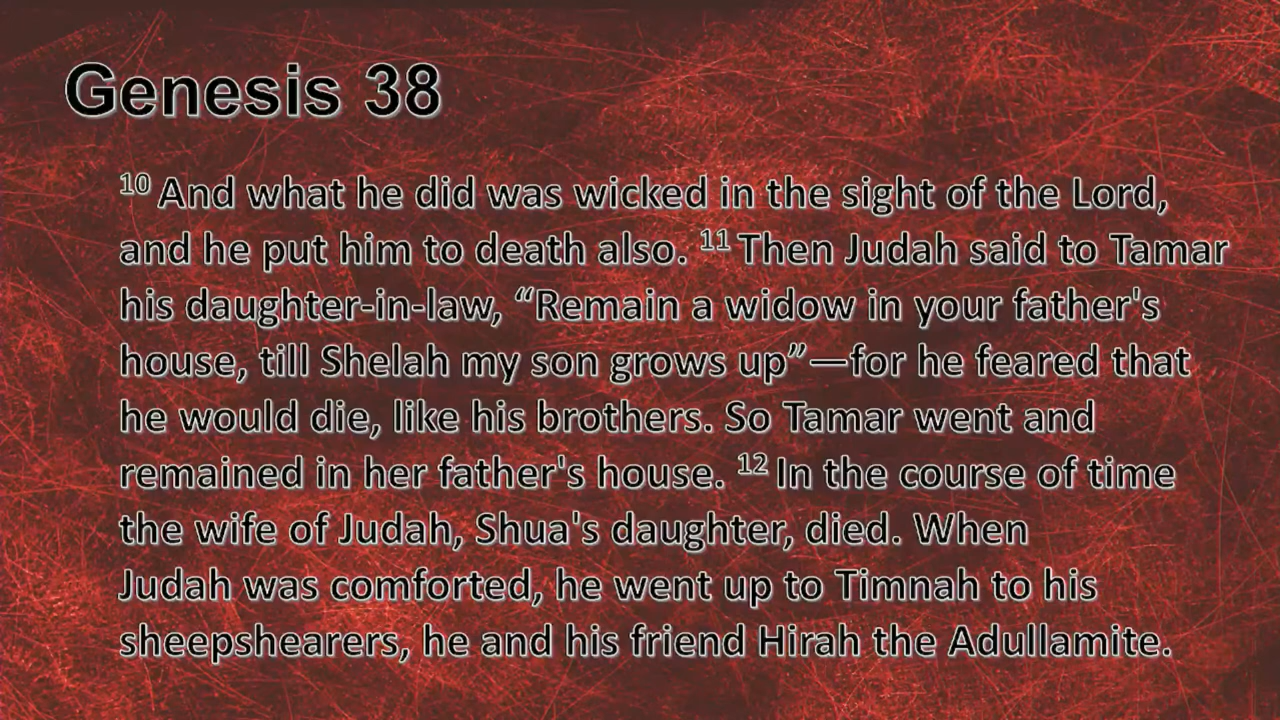 Genesis 38
10 And what he did was wicked in the sight of the Lord,
and he put him to death also. 11 Then Judah said to Tamar
his daughter-in-law, “Remain a widow in your father's
house, till Shelah my son grows up”—for he feared that
he would die, like his brothers. So Tamar went and
remained in her father's house. 12 In the course of time
the wife of Judah, Shua's daughter, died. When
Judah was comforted, he went up to Timnah to his
sheepshearers, he and his friend Hirah the Adullamite.